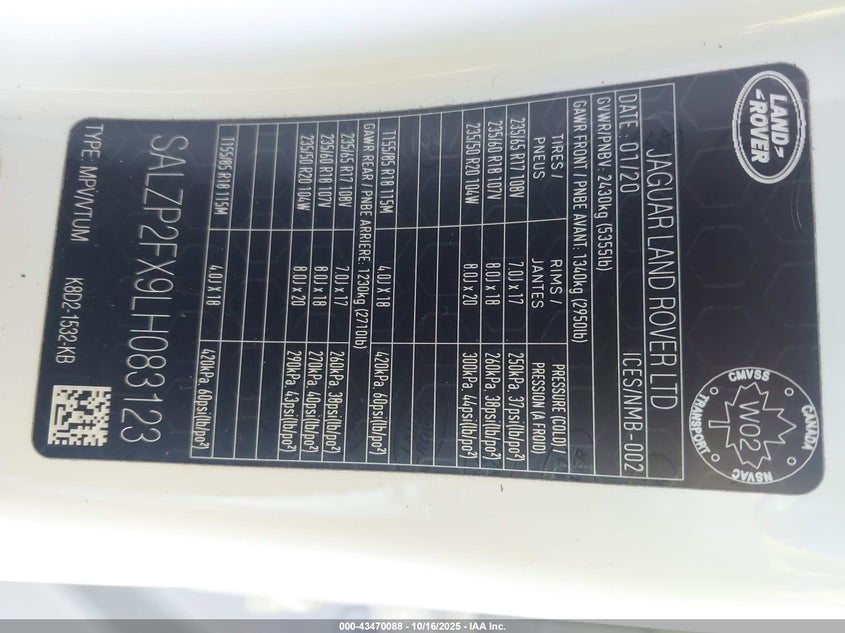 LAND
ROVER
CMVSS
CANADA
TRANSPORT
NSVAC
W02
JAGUAR LAND ROVER LTD
DATE: 01/20 ICES/NMB-002
GVWR/PNBV: 2430kg (5355lb)
GAWR FRONT / PNBE AVANT: 1340kg (2950lb)
TIRES / RIMS / PRESSURE (COLD) /
PNEUS JANTES PRESSION (A FROID)
235/65 R17 108V 7.0J x 17 250kPa, 37psi(lb/po²)
235/60 R18 107V 8.0J x 18 260kPa, 38psi(lb/po²)
235/50 R20 104W 8.0J x 20 300kPa, 44psi(lb/po²)
T155/85 R18 115M 4.0J x 18 420kPa, 60psi(lb/po²)
GAWR REAR / PNBE ARRIERE: 1230kg (2710lb)
235/65 R17 108V 7.0J x 17 260kPa, 38psi(lb/po²)
235/60 R18 107V 8.0J x 18 270kPa, 40psi(lb/po²)
235/50 R20 104W 8.0J x 20 290kPa, 43psi(lb/po²)
T155/85 R18 115M 4.0J x 18 420kPa, 60psi(lb/po²)
SALZP2FX9LH083123
TYPE: MPV/VTUM K8D2-1532-KB
000-43470088 - 10/16/2025 - IAA Inc.